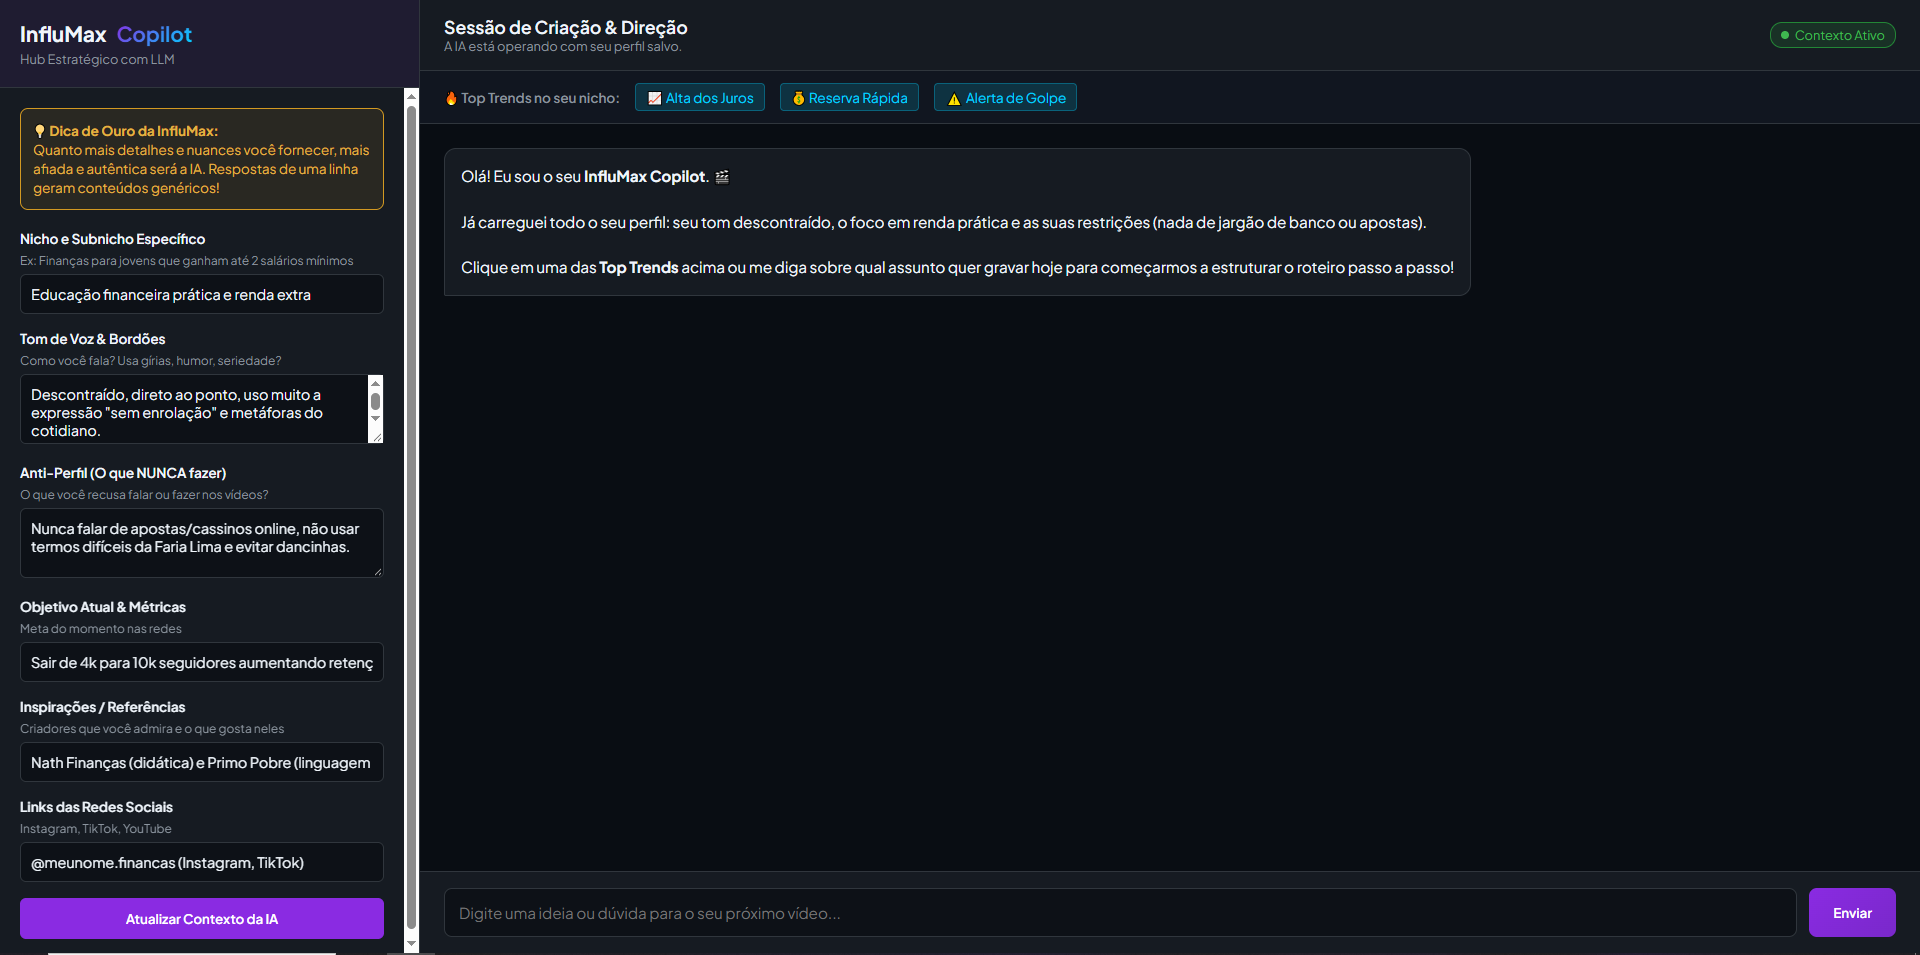 InfluMax Copilot
Hub Estratégico com LLM
Dica de Ouro da InfluMax:
Quanto mais detalhes e nuances você fornecer, mais
afiada e autêntica será a IA. Respostas de uma linha
geram conteúdos genéricos!
Nicho e Subnicho Específico
Ex: Finanças para jovens que ganham até 2 salários mínimos
Educação financeira prática e renda extra
Tom de Voz & Bordões
Como você fala? Usa gírias, humor, seriedade?
Descontraído, direto ao ponto, uso muito a
expressão "sem enrolação" e metáforas do
cotidiano.
Anti-Perfil (O que NUNCA fazer)
O que você recusa falar ou fazer nos vídeos?
Nunca falar de apostas/cassinos online, não usar
termos difíceis da Faria Lima e evitar dancinhas.
Objetivo Atual & Métricas
Meta do momento nas redes
Sair de 4k para 10k seguidores aumentando retenç
Inspirações / Referências
Criadores que você admira e o que gosta neles
Nath Finanças (didática) e Primo Pobre (linguagem
Links das Redes Sociais
Instagram, TikTok, YouTube
@meunome.financas (Instagram, TikTok)
Atualizar Contexto da IA
Sessão de Criação & Direção
A IA está operando com seu perfil salvo.
Contexto Ativo
Top Trends no seu nicho:
Alta dos Juros
Reserva Rápida
Alerta de Golpe
Olá! Eu sou o seu InfluMax Copilot.
Já carreguei todo o seu perfil: seu tom descontraído, o foco em renda prática e as suas restrições (nada de jargão de banco ou apostas).
Clique em uma das Top Trends acima ou me diga sobre qual assunto quer gravar hoje para começarmos a estruturar o roteiro passo a passo!
Digite uma ideia ou dúvida para o seu próximo vídeo...
Enviar